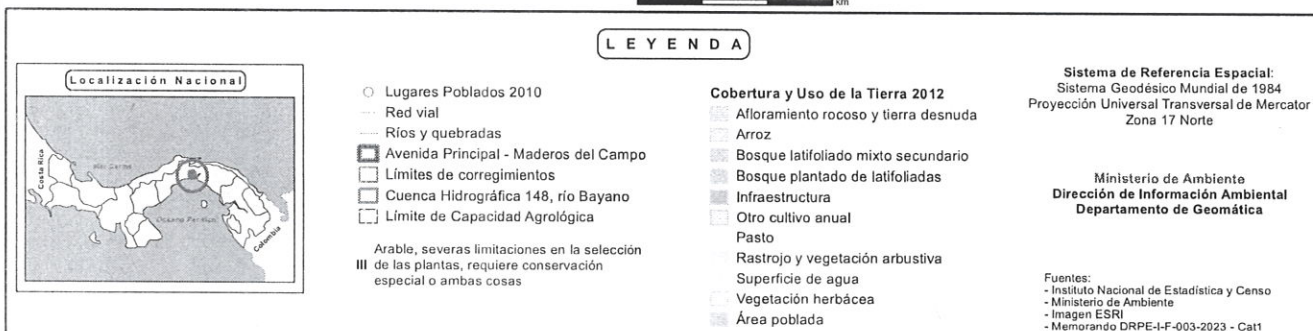 km
LEYENDA
Localización Nacional
Mar Caribe
Costa Rica
Océano Pacífico
Colombia
Lugares Poblados 2010
Red vial
Ríos y quebradas
Avenida Principal - Maderos del Campo
Límites de corregimientos
Cuenca Hidrográfica 148, río Bayano
Límite de Capacidad Agrológica
Arable, severas limitaciones en la selección
III de las plantas, requiere conservación
especial o ambas cosas
Cobertura y Uso de la Tierra 2012
Afloramiento rocoso y tierra desnuda
Arroz
Bosque latifoliado mixto secundario
Bosque plantado de latifoliadas
Infraestructura
Otro cultivo anual
Pasto
Rastrojo y vegetación arbustiva
Superficie de agua
Vegetación herbácea
Área poblada
Sistema de Referencia Espacial:
Sistema Geodésico Mundial de 1984
Proyección Universal Transversal de Mercator
Zona 17 Norte
Ministerio de Ambiente
Dirección de Información Ambiental
Departamento de Geomática
Fuentes:
- Instituto Nacional de Estadística y Censo
- Ministerio de Ambiente
- Imagen ESRI
- Memorando DRPE-I-F-003-2023 - Cat1